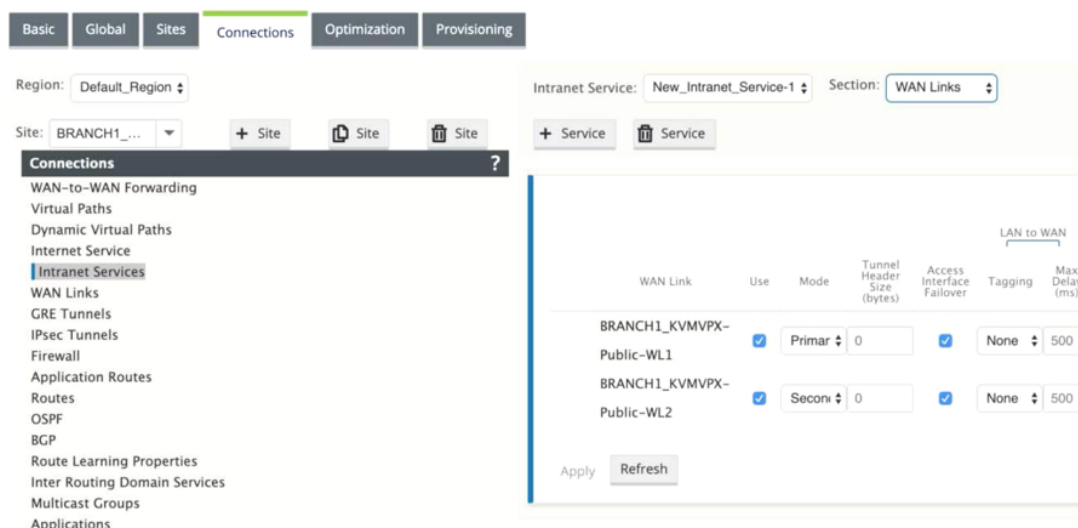 Basic Global Sites Connections Optimization Provisioning
Region: Default_Region
Site: BRANCH1_... + Site Site Site
Connections ?
WAN-to-WAN Forwarding
Virtual Paths
Dynamic Virtual Paths
Internet Service
Intranet Services
WAN Links
GRE Tunnels
IPsec Tunnels
Firewall
Application Routes
Routes
OSPF
BGP
Route Learning Properties
Inter Routing Domain Services
Multicast Groups
Applications
Intranet Service: New_Intranet_Service-1 Section: WAN Links
+ Service Service
LAN to WAN
WAN Link Use Mode Tunnel Header Size (bytes) Access Interface Failover Tagging Max Delay (ms)
BRANCH1_KVMVPX-
Public-WL1
Primar 0 None 500
BRANCH1_KVMVPX-
Public-WL2
Secon 0 None 500
Apply Refresh